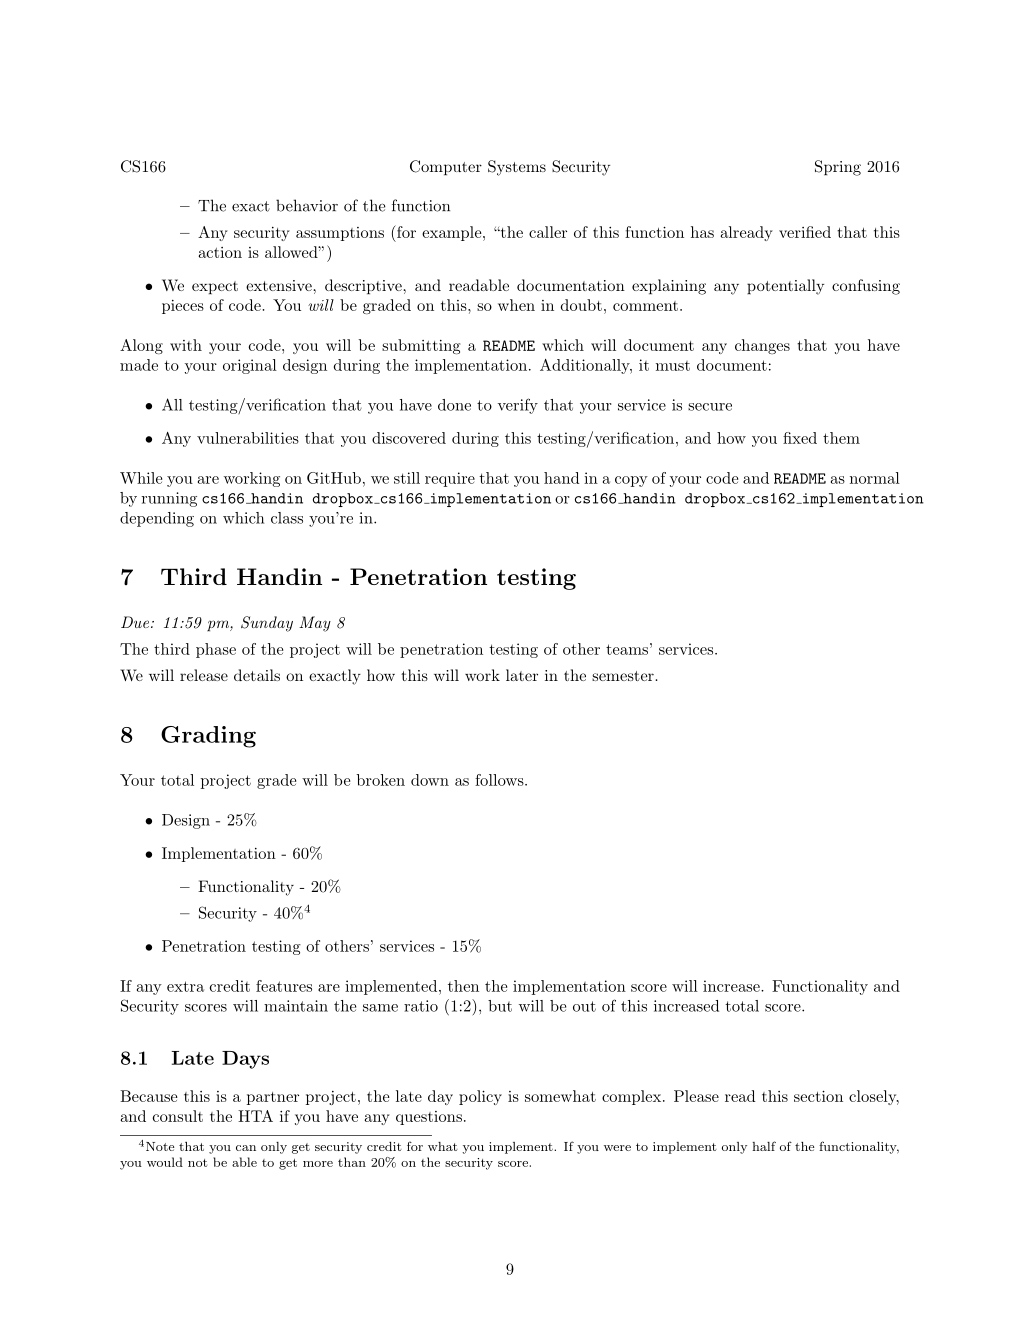 CS166 Computer Systems Security Spring 2016
– The exact behavior of the function
– Any security assumptions (for example, “the caller of this function has already verified that this
action is allowed”)
• We expect extensive, descriptive, and readable documentation explaining any potentially confusing
pieces of code. You will be graded on this, so when in doubt, comment.
Along with your code, you will be submitting a README which will document any changes that you have
made to your original design during the implementation. Additionally, it must document:
• All testing/verification that you have done to verify that your service is secure
• Any vulnerabilities that you discovered during this testing/verification, and how you fixed them
While you are working on GitHub, we still require that you hand in a copy of your code and README as normal
by running cs166_handin dropbox_cs166_implementation or cs166_handin dropbox_cs162_implementation
depending on which class you’re in.
7 Third Handin - Penetration testing
Due: 11:59 pm, Sunday May 8
The third phase of the project will be penetration testing of other teams’ services.
We will release details on exactly how this will work later in the semester.
8 Grading
Your total project grade will be broken down as follows.
• Design - 25%
• Implementation - 60%
– Functionality - 20%
– Security - 40%4
• Penetration testing of others’ services - 15%
If any extra credit features are implemented, then the implementation score will increase. Functionality and
Security scores will maintain the same ratio (1:2), but will be out of this increased total score.
8.1 Late Days
Because this is a partner project, the late day policy is somewhat complex. Please read this section closely,
and consult the HTA if you have any questions.
4Note that you can only get security credit for what you implement. If you were to implement only half of the functionality,
you would not be able to get more than 20% on the security score.
9